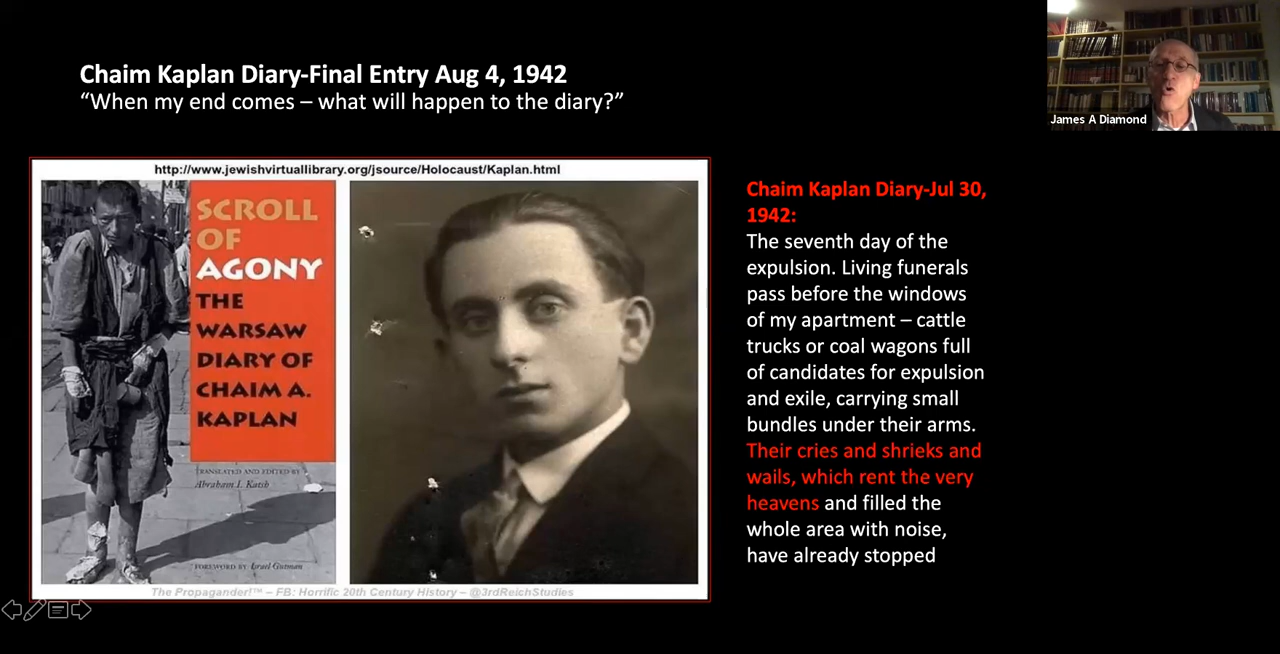 Chaim Kaplan Diary-Final Entry Aug 4, 1942
“When my end comes – what will happen to the diary?”
James A Diamond
http://www.jewishvirtuallibrary.org/jsource/Holocaust/Kaplan.html
SCROLL
OF
AGONY
THE
WARSAW
DIARY OF
CHAIM A.
KAPLAN
TRANSLATED AND EDITED BY
Abraham I. Katsh
FOREWORD BY Israel Gutman
The Propagander!™ – FB: Horrific 20th Century History – @3rdReichStudies
Chaim Kaplan Diary-Jul 30,
1942:
The seventh day of the
expulsion. Living funerals
pass before the windows
of my apartment – cattle
trucks or coal wagons full
of candidates for expulsion
and exile, carrying small
bundles under their arms.
Their cries and shrieks and
wails, which rent the very
heavens and filled the
whole area with noise,
have already stopped